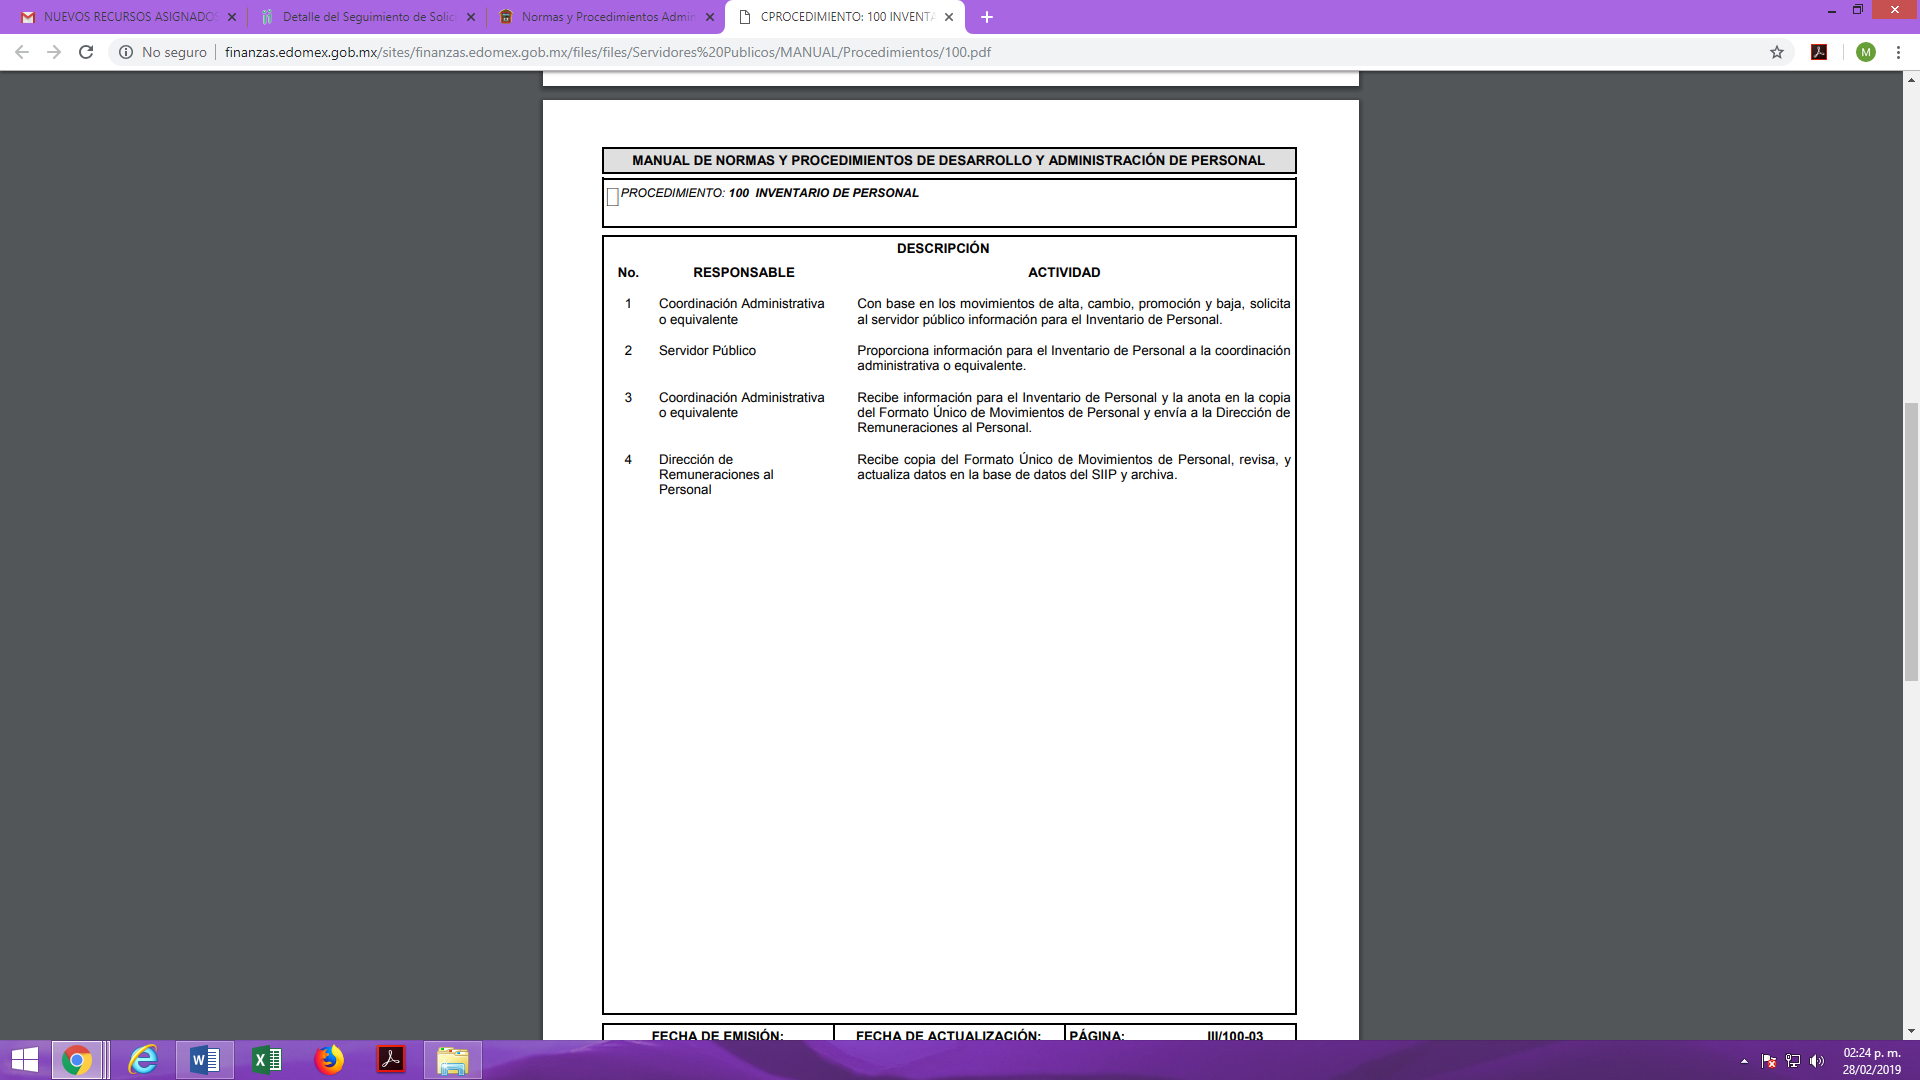 NUEVOS RECURSOS ASIGNADOS
Detalle del Seguimiento de Solic
Normas y Procedimientos Admin
CPROCEDIMIENTO: 100 INVENTA
No seguro
finanzas.edomex.gob.mx/sites/finanzas.edomex.gob.mx/files/files/Servidores%20Publicos/MANUAL/Procedimientos/100.pdf
M
MANUAL DE NORMAS Y PROCEDIMIENTOS DE DESARROLLO Y ADMINISTRACIÓN DE PERSONAL
PROCEDIMIENTO: 100 INVENTARIO DE PERSONAL
DESCRIPCIÓN
No. RESPONSABLE ACTIVIDAD
1 Coordinación Administrativa Con base en los movimientos de alta, cambio, promoción y baja, solicita
o equivalente al servidor público información para el Inventario de Personal.
2 Servidor Público Proporciona información para el Inventario de Personal a la coordinación
administrativa o equivalente.
3 Coordinación Administrativa Recibe información para el Inventario de Personal y la anota en la copia
o equivalente del Formato Único de Movimientos de Personal y envía a la Dirección de
Remuneraciones al Personal.
4 Dirección de Recibe copia del Formato Único de Movimientos de Personal, revisa, y
Remuneraciones al actualiza datos en la base de datos del SIIP y archiva.
Personal
FECHA DE EMISIÓN: FECHA DE ACTUALIZACIÓN: PÁGINA: III/100-03
02:24 p. m.
28/02/2019